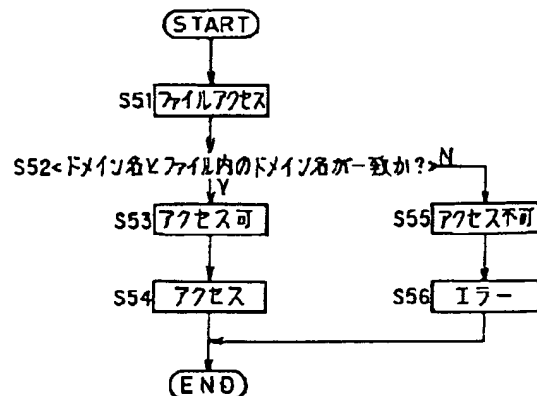 START
S51 ファイルアクセス
S52<ドメイン名とファイル内のドメイン名が一致か?> N
Y
S53 アクセス可
S55 アクセス不可
S54 アクセス
S56 エラー
END